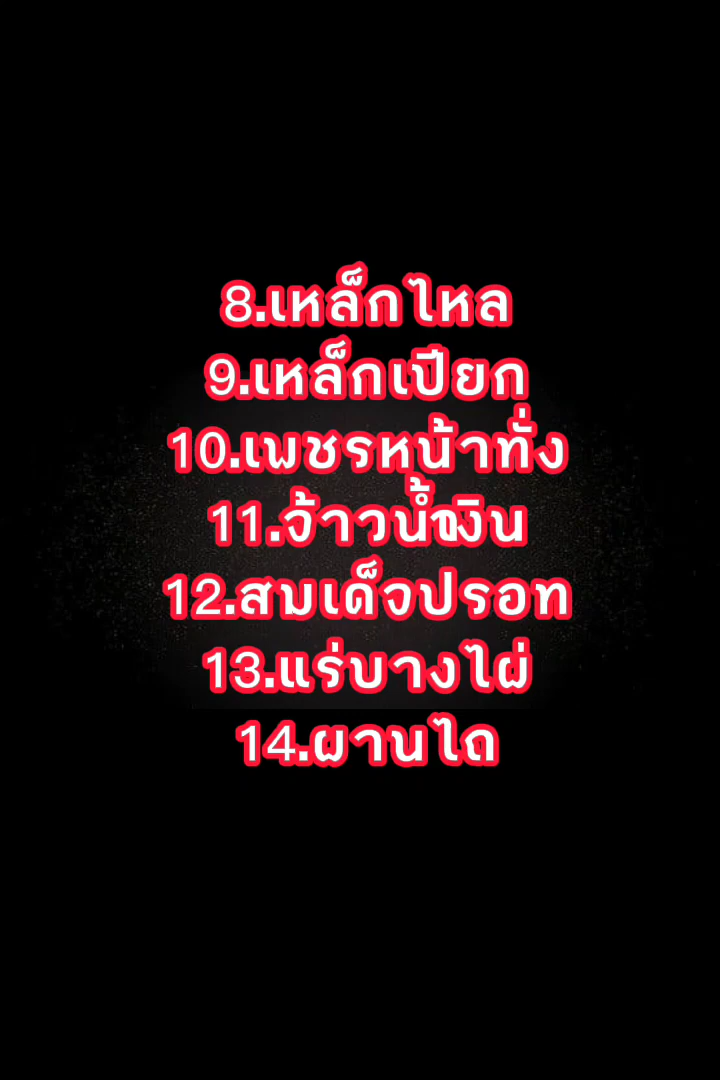 8.เหล็กไหล
9.เหล็กเปียก
10.เพชรหน้าทั่ง
11.จ้าวน้ำเงิน
12.สมเด็จปรอท
13.แร่บางไผ่
14.ผานไถ